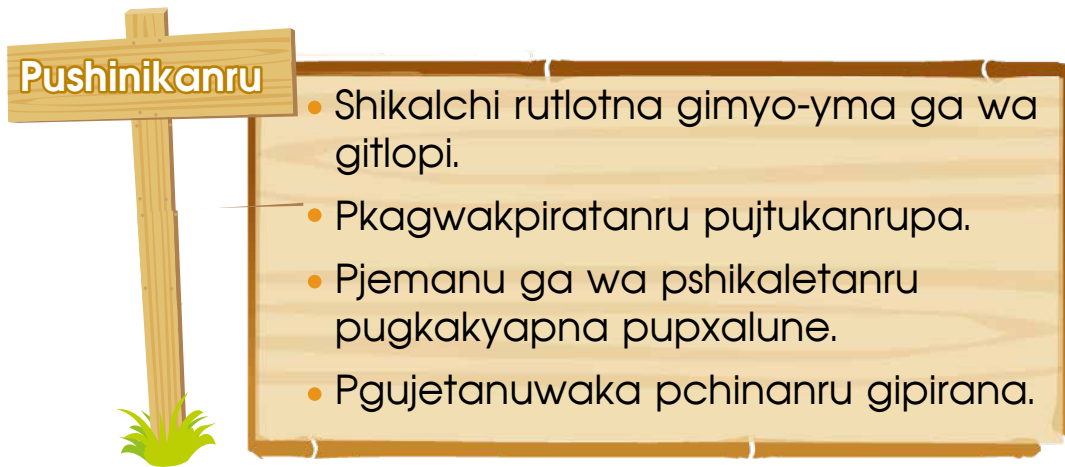 Pushinikanru
Shikalchi rutlotna gimyo-yma ga wa
gitlopi.
Pkagwakpiratanru pujtukanrupa.
Pjemanu ga wa pshikaletanru
pugkakyapna pupxalune.
Pgujetanuwaka pchinanru gipirana.